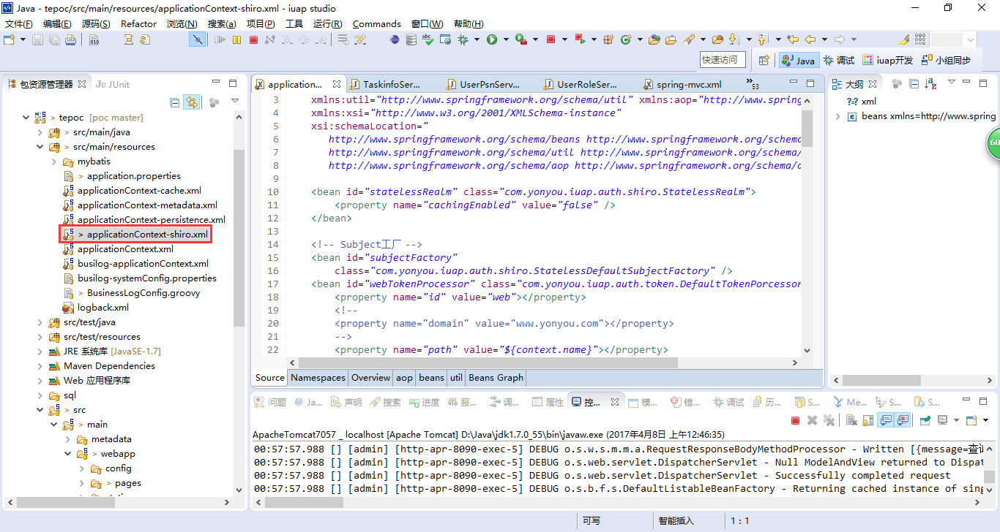 Java - tepoc/src/main/resources/applicationContext-shiro.xml - iuap studio
文件(F) 编辑(E) 源码(S) Refactor 浏览(N) 搜索(a) 项目(P) 工具 运行(R) Commands 窗口(W) 帮助(H)
快速访问 Java 调试 iuap开发 小组同步
包资源管理器 JUnit
> tepoc [poc master]
> src/main/java
> src/main/resources
mybatis
> application.properties
applicationContext-cache.xml
applicationContext-metadata.xml
applicationContext-persistence.xml
> applicationContext-shiro.xml
applicationContext.xml
busilog-applicationContext.xml
busilog-systemConfig.properties
> BusinessLogConfig.groovy
logback.xml
src/test/java
src/test/resources
JRE 系统库 [JavaSE-1.7]
Maven Dependencies
Web 应用程序库
sql
> src
> main
metadata
> webapp
config
> pages
application... TaskinfoSer... UserPsnServ... UserRoleSer... spring-mvc.xml »53
3 xmlns:util="http://www.springframework.org/schema/util" xmlns:aop="http://www.spring
4 xmlns:xsi="http://www.w3.org/2001/XMLSchema-instance"
5 xsi:schemaLocation="
6 http://www.springframework.org/schema/beans http://www.springframework.org/schema
7 http://www.springframework.org/schema/util http://www.springframework.org/schema/
8 http://www.springframework.org/schema/aop http://www.springframework.org/schema/a
9
10 <bean id="statelessRealm" class="com.yonyou.iuap.auth.shiro.StatelessRealm">
11 <property name="cachingEnabled" value="false" />
12 </bean>
13
14 <!-- Subject工厂 -->
15 <bean id="subjectFactory"
16 class="com.yonyou.iuap.auth.shiro.StatelessDefaultSubjectFactory" />
17 <bean id="webTokenProcessor" class="com.yonyou.iuap.auth.token.DefaultTokenPorcessor
18 <property name="id" value="web"></property>
19 <!--
20 <property name="domain" value="www.yonyou.com"></property>
21 -->
22 <property name="path" value="${context.name}"></property>
Source Namespaces Overview aop beans util Beans Graph
大纲
?-? xml
e beans xmlns=http://www.spring
60
问题 @ Ja... 声明 搜索 进度 服... 调... 属性 控... 模... 错... 调试 历... S... Me... S... S...
ApacheTomcat7057 _ localhost [Apache Tomcat] D:\Java\jdk1.7.0_55\bin\javaw.exe (2017年4月8日 上午12:46:35)
00:57:57.988 [] [admin] [http-apr-8090-exec-5] DEBUG o.s.w.s.m.m.a.RequestResponseBodyMethodProcessor - Written [{message=查询
00:57:57.988 [] [admin] [http-apr-8090-exec-5] DEBUG o.s.web.servlet.DispatcherServlet - Null ModelAndView returned to Dispat
00:57:57.988 [] [admin] [http-apr-8090-exec-5] DEBUG o.s.web.servlet.DispatcherServlet - Successfully completed request
00:57:57.988 [] [admin] [http-apr-8090-exec-5] DEBUG o.s.b.f.s.DefaultListableBeanFactory - Returning cached instance of sing
可写 智能插入 1 : 1